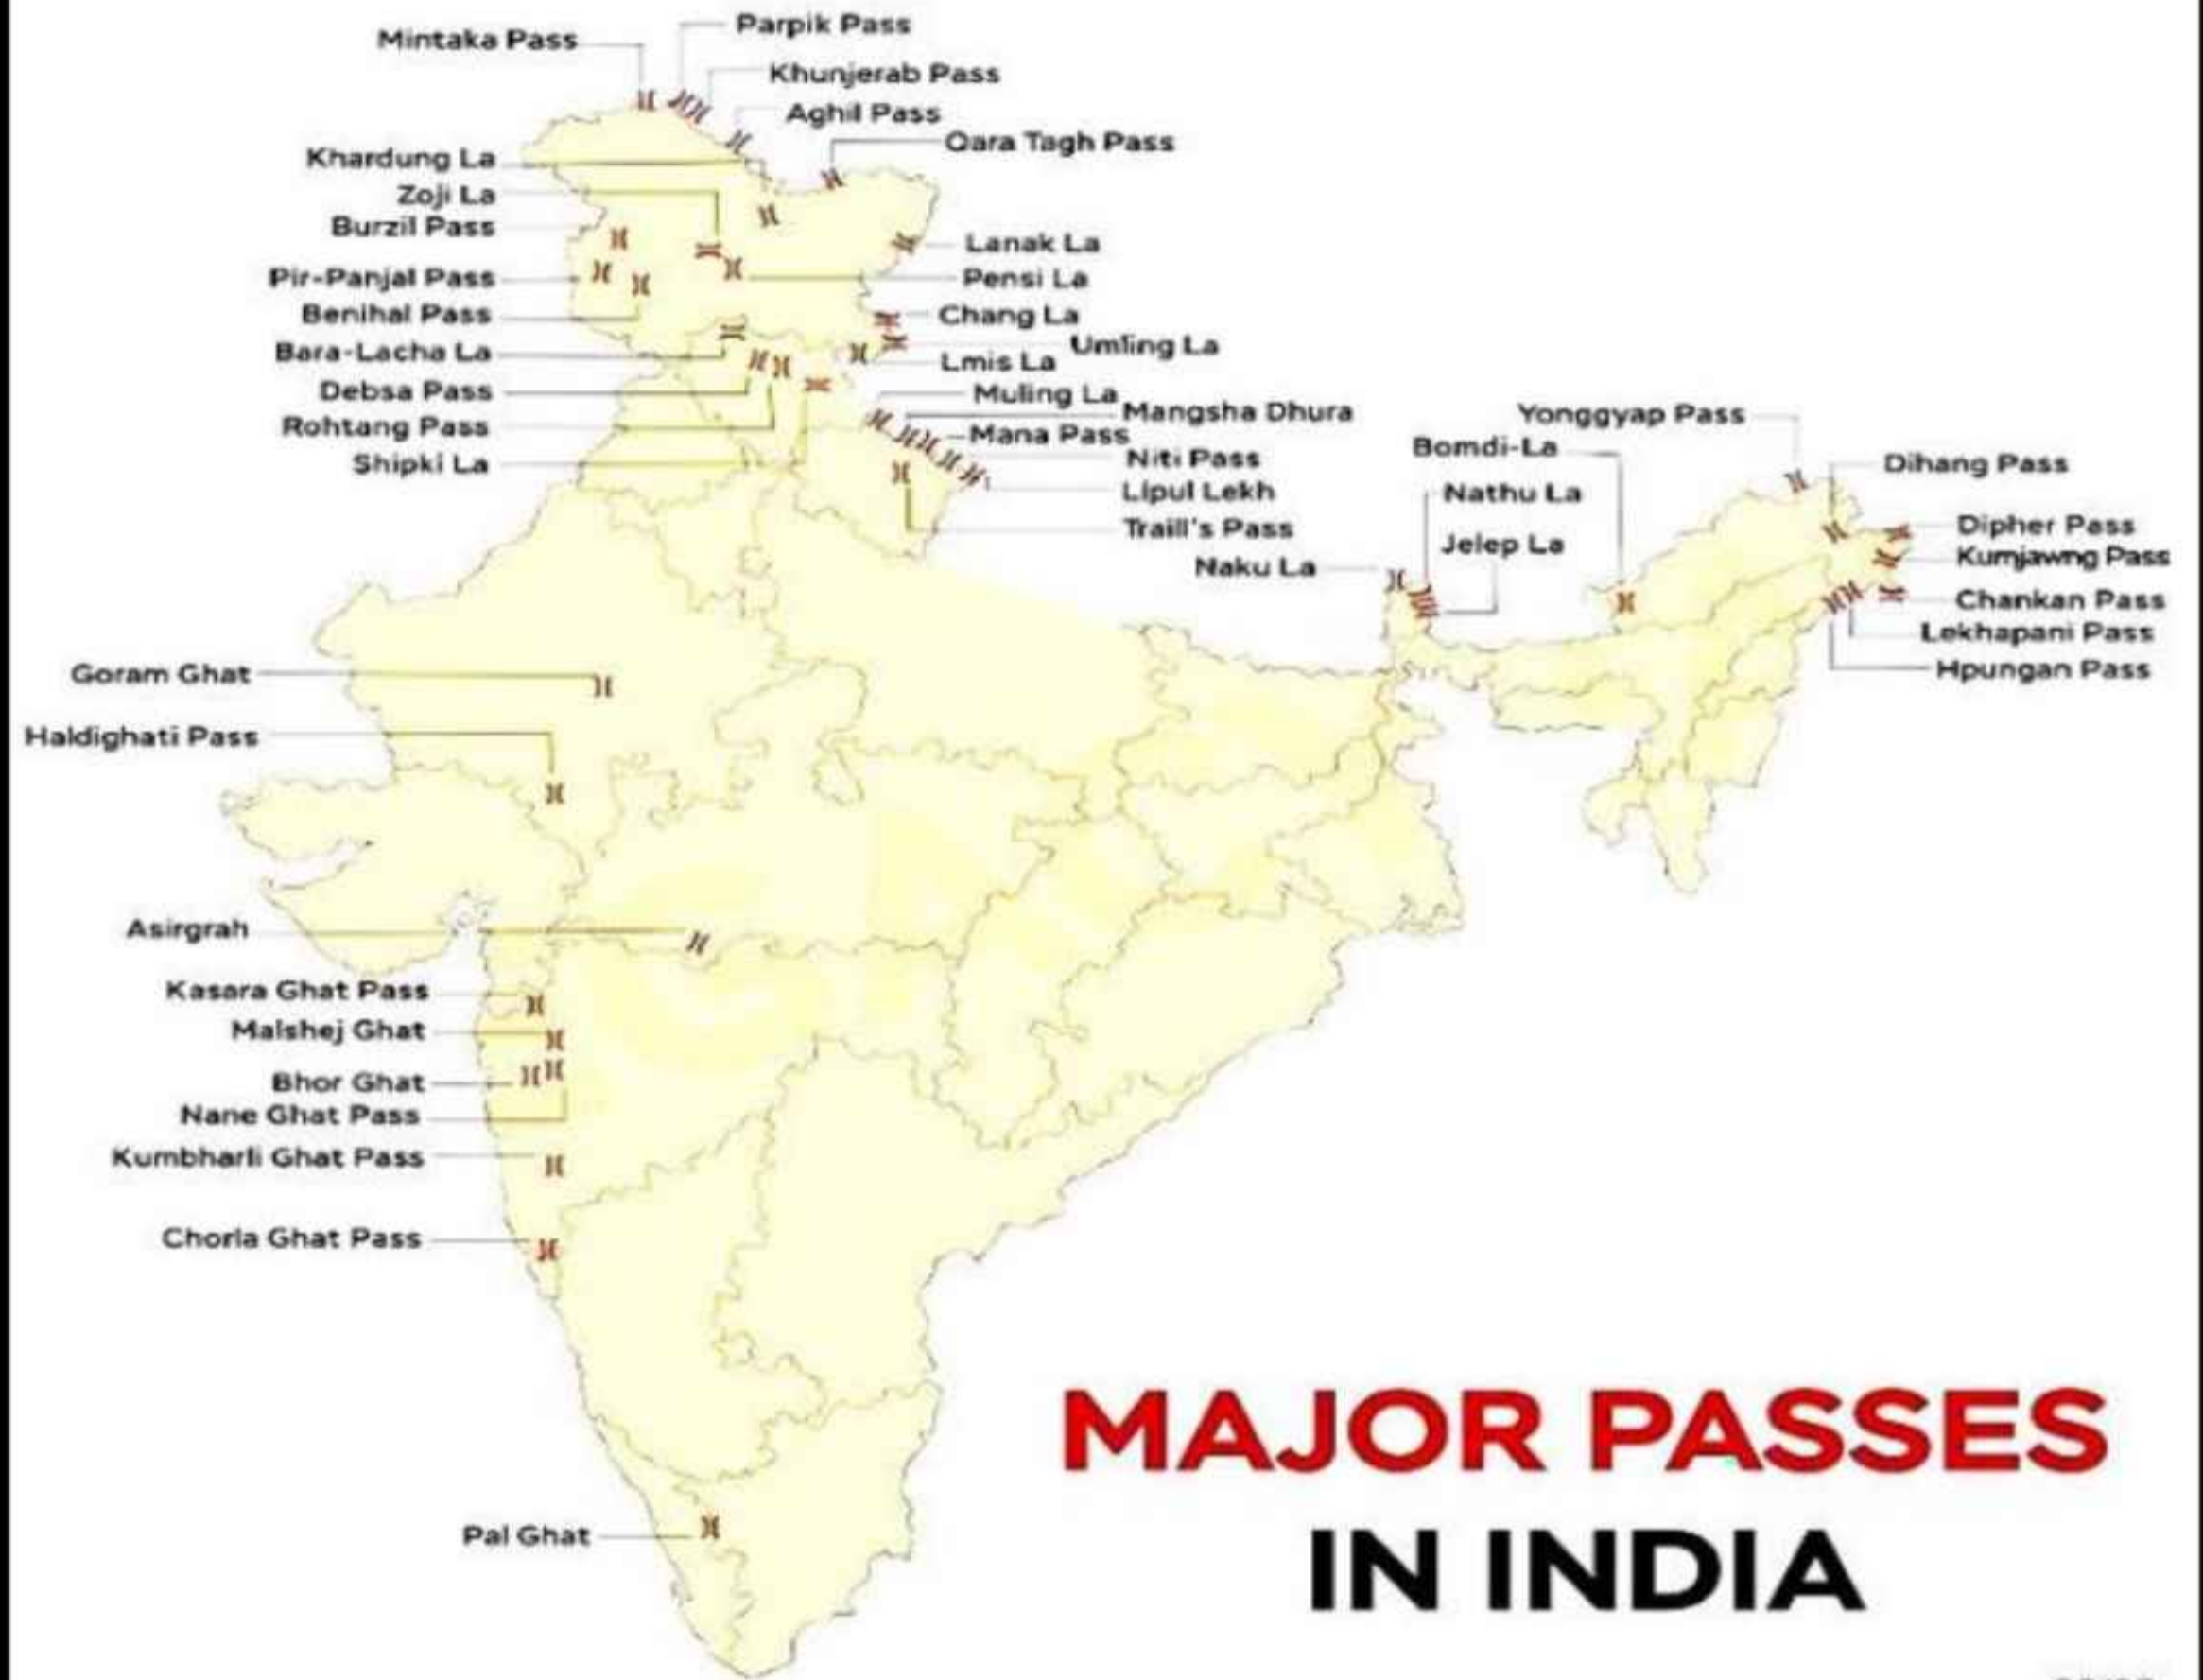 Parpik Pass
Mintaka Pass
Khunjerab Pass
Aghil Pass
Qara Tagh Pass
Khardung La
Zoji La
Burzil Pass
Lanak La
Pir-Panjal Pass
Pensi La
Benihal Pass
Chang La
Umling La
Bara-Lacha La
Lmis La
Debsa Pass
Muling La
Mangsha Dhura
Rohtang Pass
Mana Pass
Shipki La
Niti Pass
Lipul Lekh
Traill's Pass
Yonggyap Pass
Bomdi-La
Dihang Pass
Nathu La
Dipher Pass
Jelep La
Kumjawng Pass
Naku La
Chankan Pass
Lekhapani Pass
Hpungan Pass
Goram Ghat
Haldighati Pass
Asirgrah
Kasara Ghat Pass
Malshej Ghat
Bhor Ghat
Nane Ghat Pass
Kumbharli Ghat Pass
Chorla Ghat Pass
Pal Ghat
MAJOR PASSES
IN INDIA